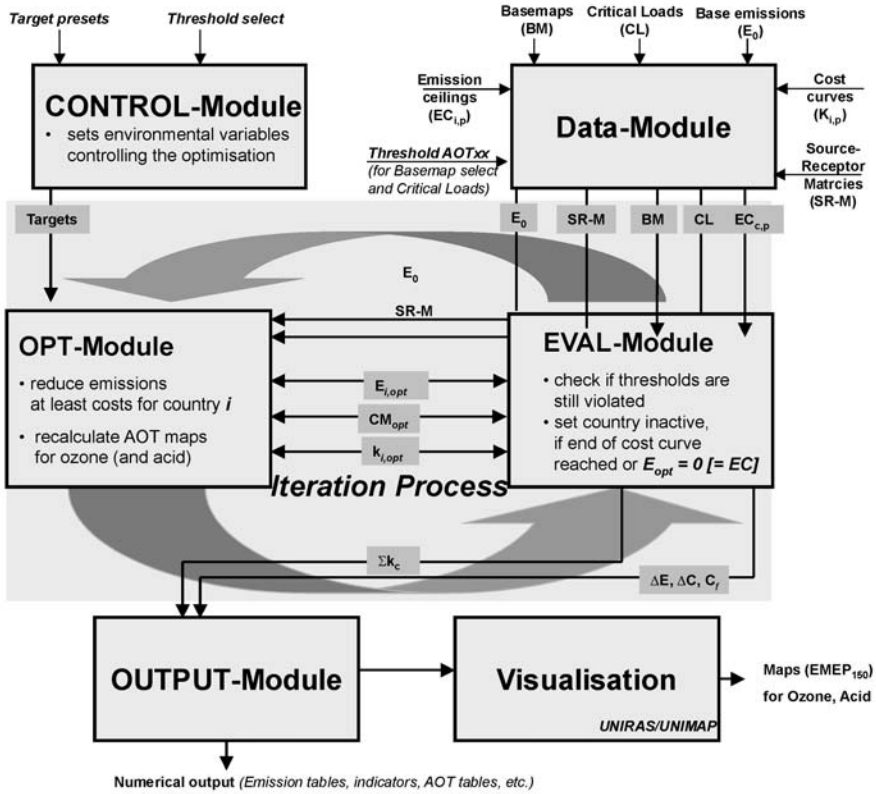 Target presets
Threshold select
Basemaps
(BM)
Critical Loads
(CL)
Base emissions
(E₀)
CONTROL-Module
• sets environmental variables
controlling the optimisation
Emission
ceilings
(ECi,p)
Threshold AOTxx
(for Basemap select
and Critical Loads)
Data-Module
Cost
curves
(Ki,p)
Source-
Receptor
Matrcies
(SR-M)
Targets
E₀
SR-M
BM
CL
ECc,p
E₀
SR-M
OPT-Module
• reduce emissions
at least costs for country i
• recalculate AOT maps
for ozone (and acid)
Ei,opt
CMopt
ki,opt
EVAL-Module
• check if thresholds are
still violated
• set country inactive,
if end of cost curve
reached or Eopt = 0 [= EC]
Iteration Process
Σkc
ΔE, ΔC, Cf
OUTPUT-Module
Visualisation
UNIRAS/UNIMAP
Maps (EMEP₁₅₀)
for Ozone, Acid
Numerical output (Emission tables, indicators, AOT tables, etc.)